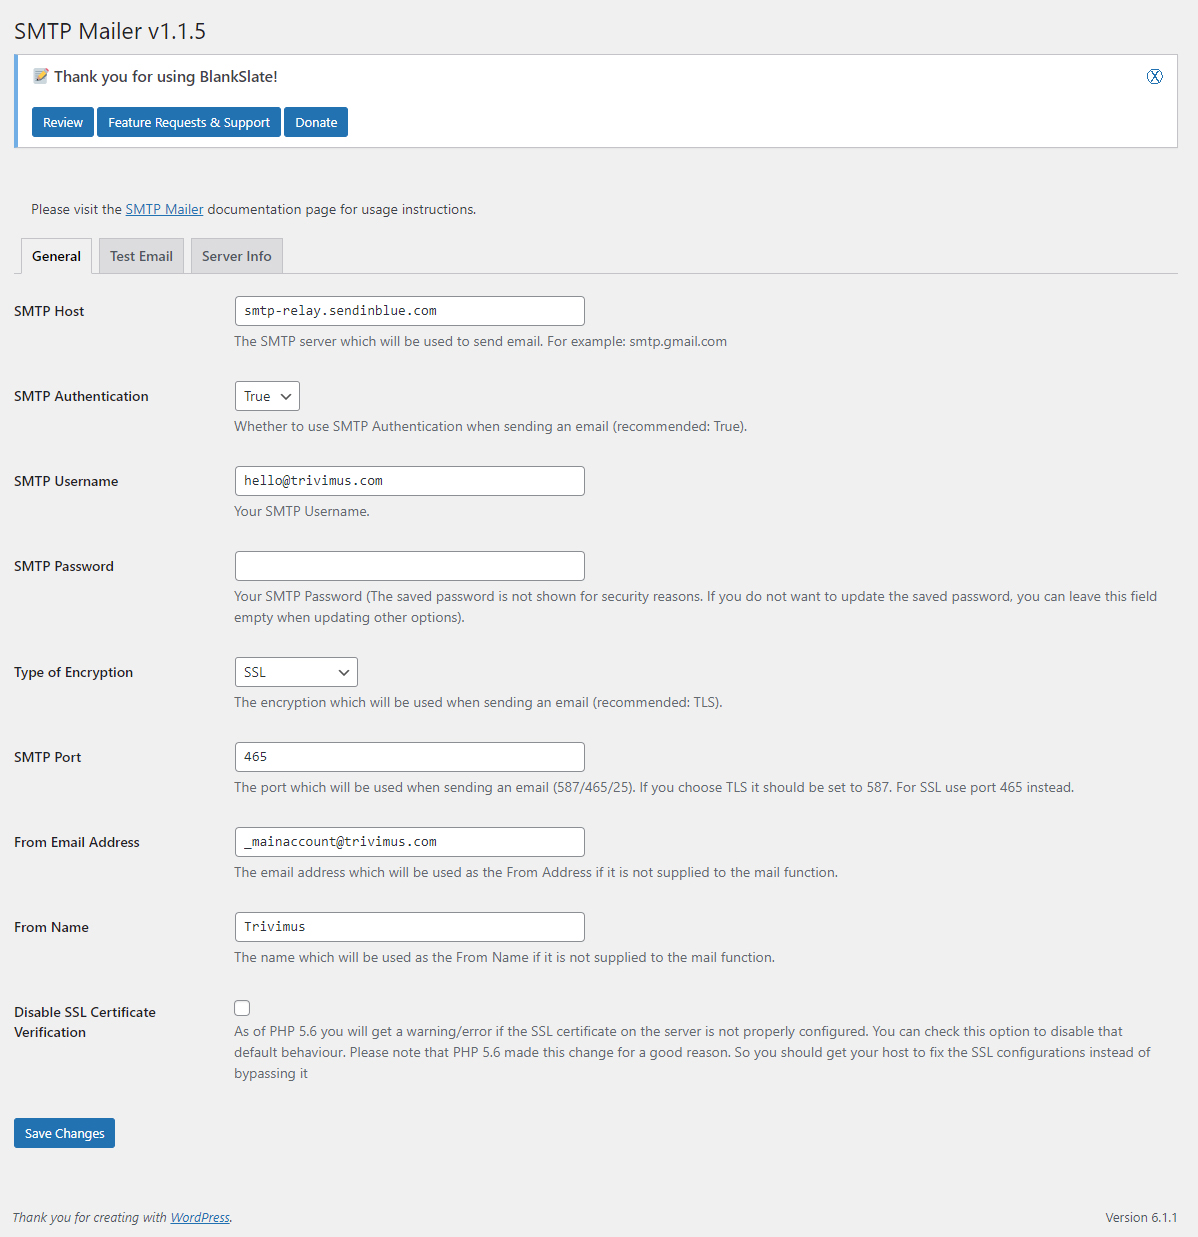 SMTP Mailer v1.1.5
Thank you for using BlankSlate!
Review Feature Requests & Support Donate
Please visit the SMTP Mailer documentation page for usage instructions.
General Test Email Server Info
SMTP Host
smtp-relay.sendinblue.com
The SMTP server which will be used to send email. For example: smtp.gmail.com
SMTP Authentication
True
Whether to use SMTP Authentication when sending an email (recommended: True).
SMTP Username
hello@trivimus.com
Your SMTP Username.
SMTP Password
Your SMTP Password (The saved password is not shown for security reasons. If you do not want to update the saved password, you can leave this field
empty when updating other options).
Type of Encryption
SSL
The encryption which will be used when sending an email (recommended: TLS).
SMTP Port
465
The port which will be used when sending an email (587/465/25). If you choose TLS it should be set to 587. For SSL use port 465 instead.
From Email Address
_mainaccount@trivimus.com
The email address which will be used as the From Address if it is not supplied to the mail function.
From Name
Trivimus
The name which will be used as the From Name if it is not supplied to the mail function.
Disable SSL Certificate
Verification
As of PHP 5.6 you will get a warning/error if the SSL certificate on the server is not properly configured. You can check this option to disable that
default behaviour. Please note that PHP 5.6 made this change for a good reason. So you should get your host to fix the SSL configurations instead of
bypassing it
Save Changes
Thank you for creating with WordPress.
Version 6.1.1